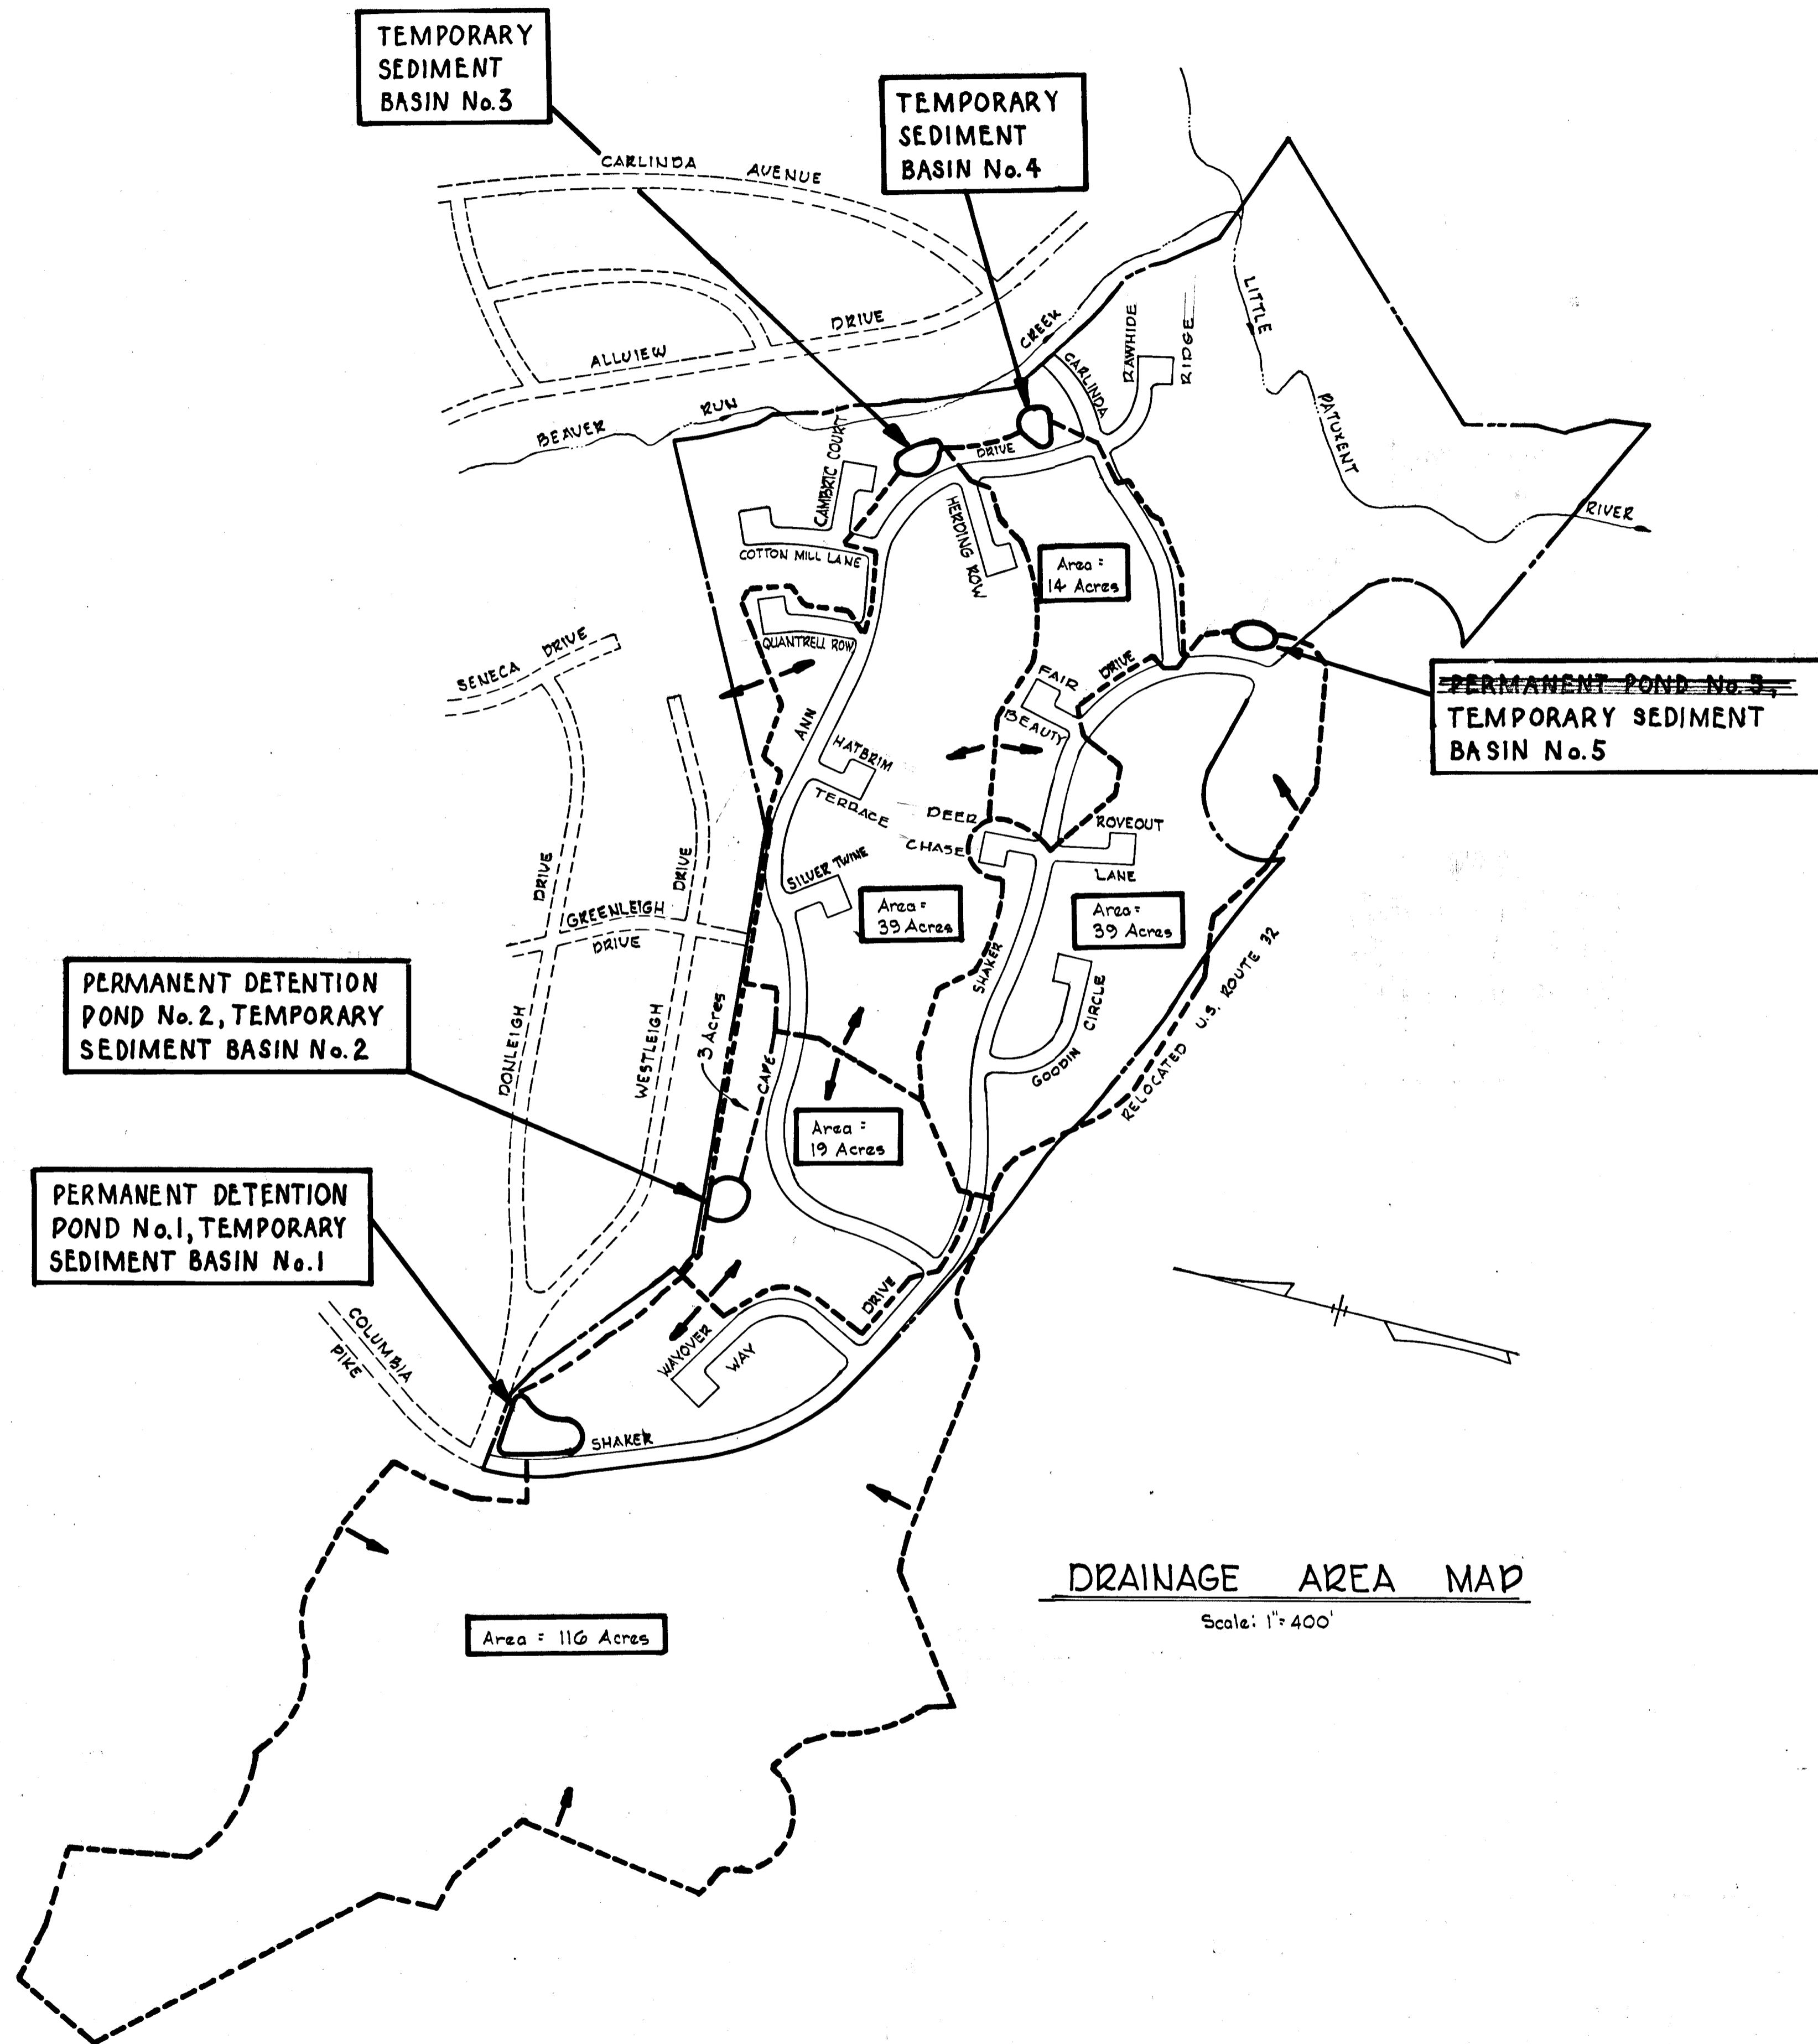 TEMPORARY
SEDIMENT
BASIN No.3
TEMPORARY
SEDIMENT
BASIN No.4
CARLINDA AVENUE
ALLVIEW DRIVE
BEAVER RUN CREEK
LITTLE PATUXENT RIVER
CARLINDA DRIVE
RAWHIDE
RIDGE
CAMBRIC COURT
COTTON MILL LANE
HERDING ROW
Area =
14 Acres
QUANTRELL ROW
SENECA DRIVE
FAIR
BEAUTY
DRIVE
PERMANENT POND No. 5,
TEMPORARY SEDIMENT
BASIN No.5
HATBRIM
TERRACE
DEER
CHASE
ROVEOUT
LANE
SILVER TWINE
Area =
39 Acres
Area =
39 Acres
GREENLEIGH
DRIVE
DONLEIGH DRIVE
WESTLEIGH DRIVE
PERMANENT DETENTION
POND No.2, TEMPORARY
SEDIMENT BASIN No.2
3 Acres
CAPE ANN
SHAKER DRIVE
GOODIN CIRCLE
RELOCATED U.S. ROUTE 32
Area =
19 Acres
PERMANENT DETENTION
POND No.1, TEMPORARY
SEDIMENT BASIN No.1
COLUMBIA
PIKE
WAYOVER
WAY
SHAKER
DRAINAGE AREA MAP
Scale: 1"=400'
Area = 116 Acres